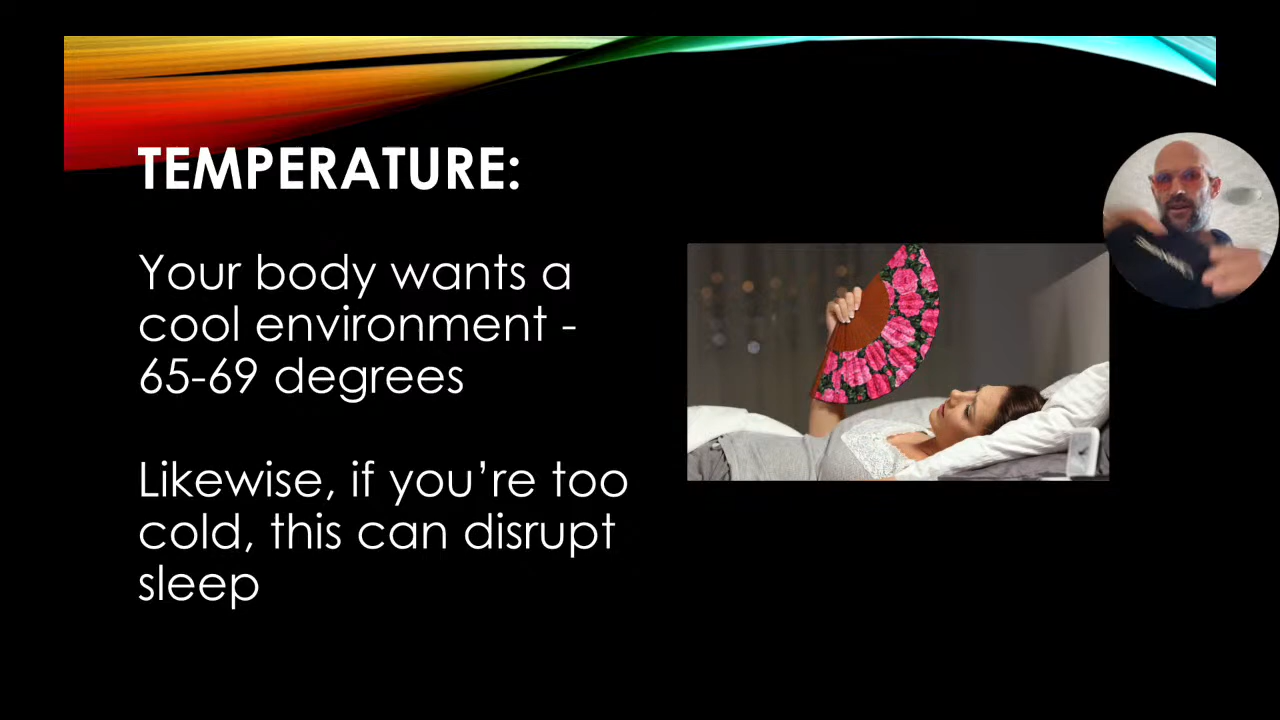 TEMPERATURE:
Your body wants a
cool environment -
65-69 degrees
Likewise, if you’re too
cold, this can disrupt
sleep